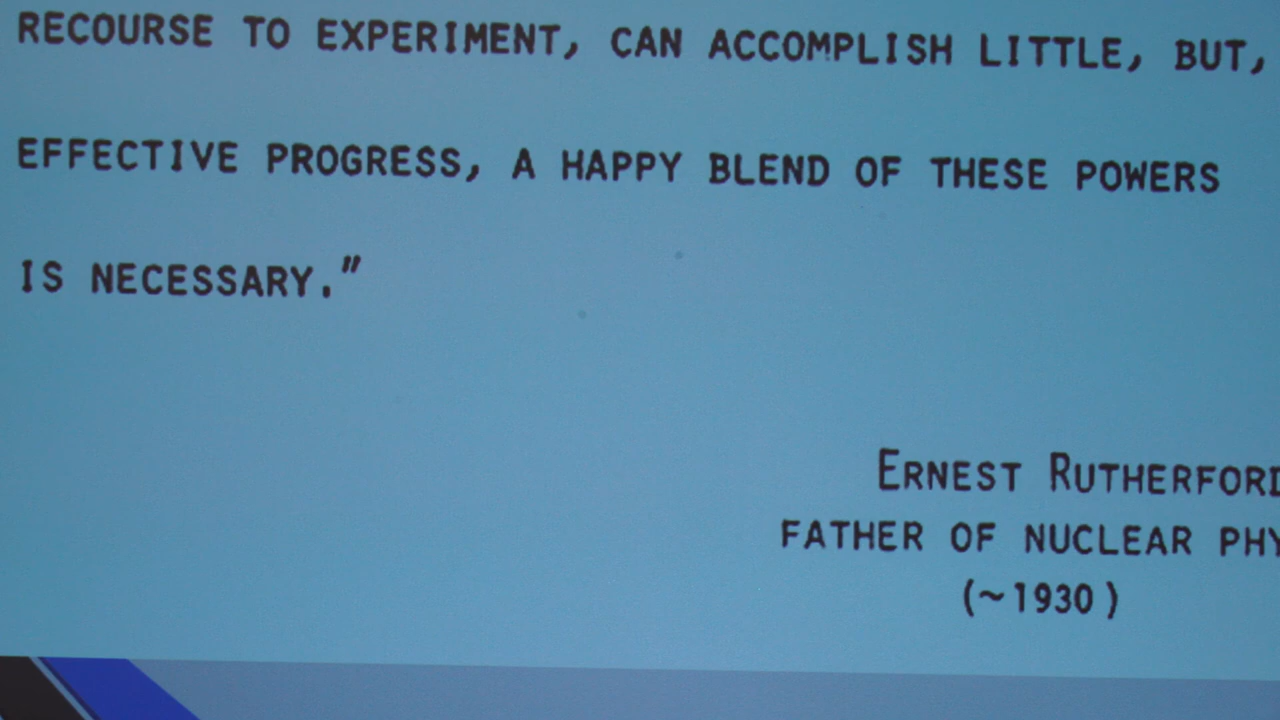 RECOURSE TO EXPERIMENT, CAN ACCOMPLISH LITTLE, BUT,
EFFECTIVE PROGRESS, A HAPPY BLEND OF THESE POWERS
IS NECESSARY."
ERNEST RUTHERFORD
FATHER OF NUCLEAR
(~1930)